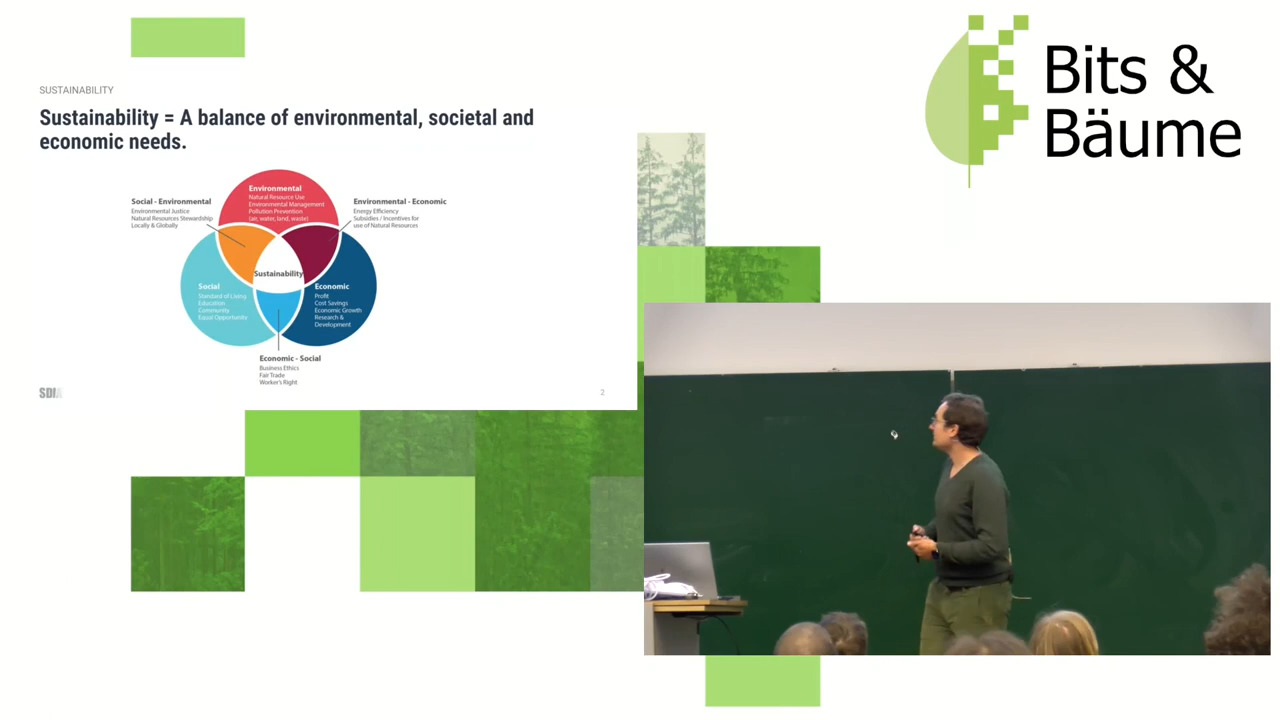 SUSTAINABILITY
Sustainability = A balance of environmental, societal and
economic needs.
Environmental
Natural Resource Use
Environmental Management
Pollution Prevention
(air, water, land, waste)
Social - Environmental
Environmental Justice
Natural Resources Stewardship
Locally & Globally
Environmental - Economic
Energy Efficiency
Subsidies / Incentives for
use of Natural Resources
Sustainability
Social
Standard of Living
Education
Community
Equal Opportunity
Economic
Profit
Cost Savings
Economic Growth
Research &
Development
Economic - Social
Business Ethics
Fair Trade
Worker's Right
SDIA
2
Bits &
Bäume